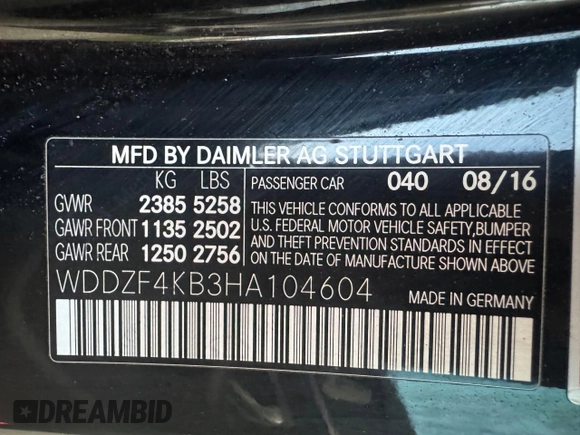 MFD BY DAIMLER AG STUTTGART
KG LBS
GVWR 2385 5258
GAWR FRONT 1135 2502
GAWR REAR 1250 2756
PASSENGER CAR 040 08/16
THIS VEHICLE CONFORMS TO ALL APPLICABLE
U.S. FEDERAL MOTOR VEHICLE SAFETY,BUMPER
AND THEFT PREVENTION STANDARDS IN EFFECT
ON THE DATE OF MANUFACTURE SHOWN ABOVE.
WDDZF4KB3HA104604
MADE IN GERMANY
DREAMBID